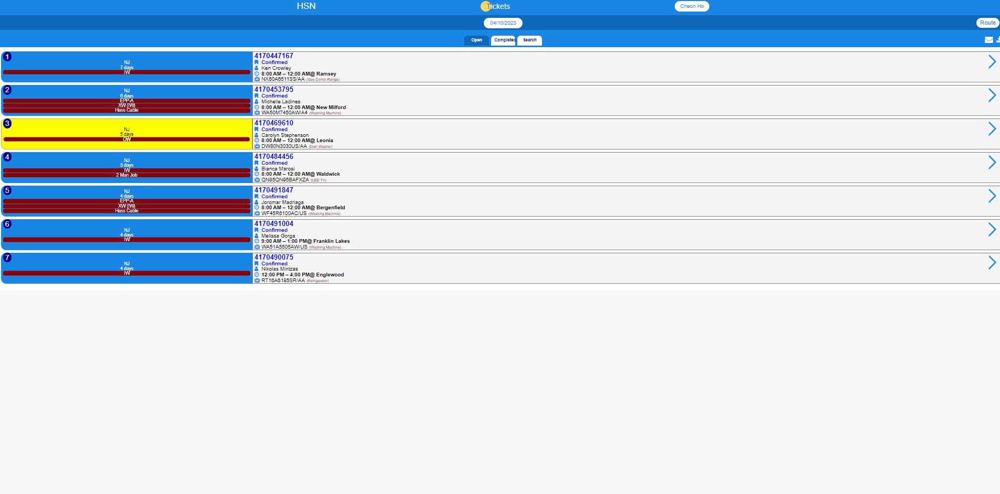 HSN
Tickets
Cheon Ho
04/10/2023
Route
Open
Completed
Search
1
NJ
7 days
IW
4170447167
Confirmed
Ken Crowley
8:00 AM – 12:00 AM@ Ramsey
NX60A6511SS/AA (Gas Combi Range)
2
NJ
6 days
EPP-A
XW (IW)
Hass Cable
4170453795
Confirmed
Michelle Ladines
8:00 AM – 12:00 AM@ New Milford
WA50M7450AW/A4 (Washing Machine)
3
NJ
5 days
OW
4170469610
Confirmed
Carolyn Stephenson
8:00 AM – 12:00 AM@ Leonia
DW80N3030US/AA (Dish Washer)
4
NJ
5 days
IW
2 Man Job
4170484456
Confirmed
Bianca Marosi
8:00 AM – 12:00 AM@ Waldwick
QN85QN95BAFXZA (LED TV)
5
NJ
4 days
EPP-A
XW (IW)
Hass Cable
4170491847
Confirmed
Joromar Madriaga
8:00 AM – 12:00 AM@ Bergenfield
WF45R6100AC/US (Washing Machine)
6
NJ
4 days
IW
4170491004
Confirmed
Melissa Gorga
9:00 AM – 1:00 PM@ Franklin Lakes
WA51A5505AW/US (Washing Machine)
7
NJ
4 days
IW
4170490075
Confirmed
Nikolas Mintzas
12:00 PM – 4:00 PM@ Englewood
RT16A6195SR/AA (Refrigerator)